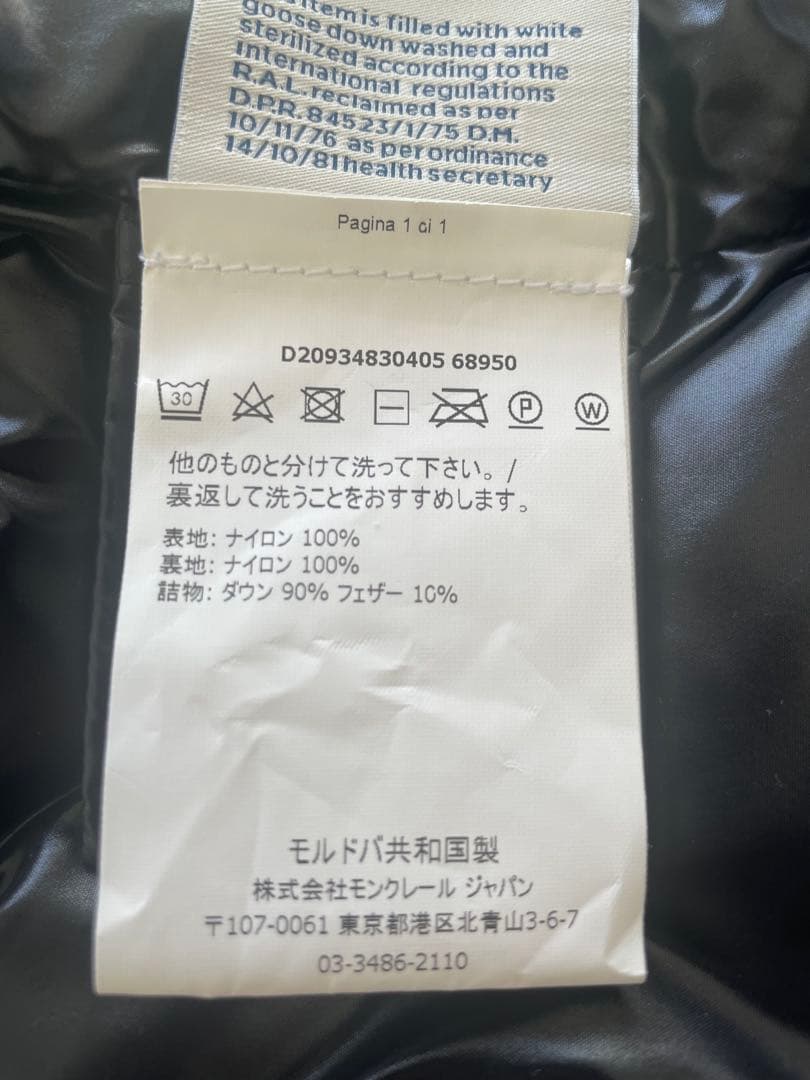 item is filled with white
goose down washed and
sterilized according to the
international regulations
R.A.L. reclaimed as per
D.P.R. 845 23/1/75 D.M.
10/11/76 as per ordinance
14/10/81 health secretary
Pagina 1 di 1
D20934830405 68950
30
P
W
他のものと分けて洗って下さい。/
裏返して洗うことをおすすめします。
表地: ナイロン 100%
裏地: ナイロン 100%
詰物: ダウン 90% フェザー 10%
モルドバ共和国製
株式会社モンクレール ジャパン
〒107-0061 東京都港区北青山3-6-7
03-3486-2110